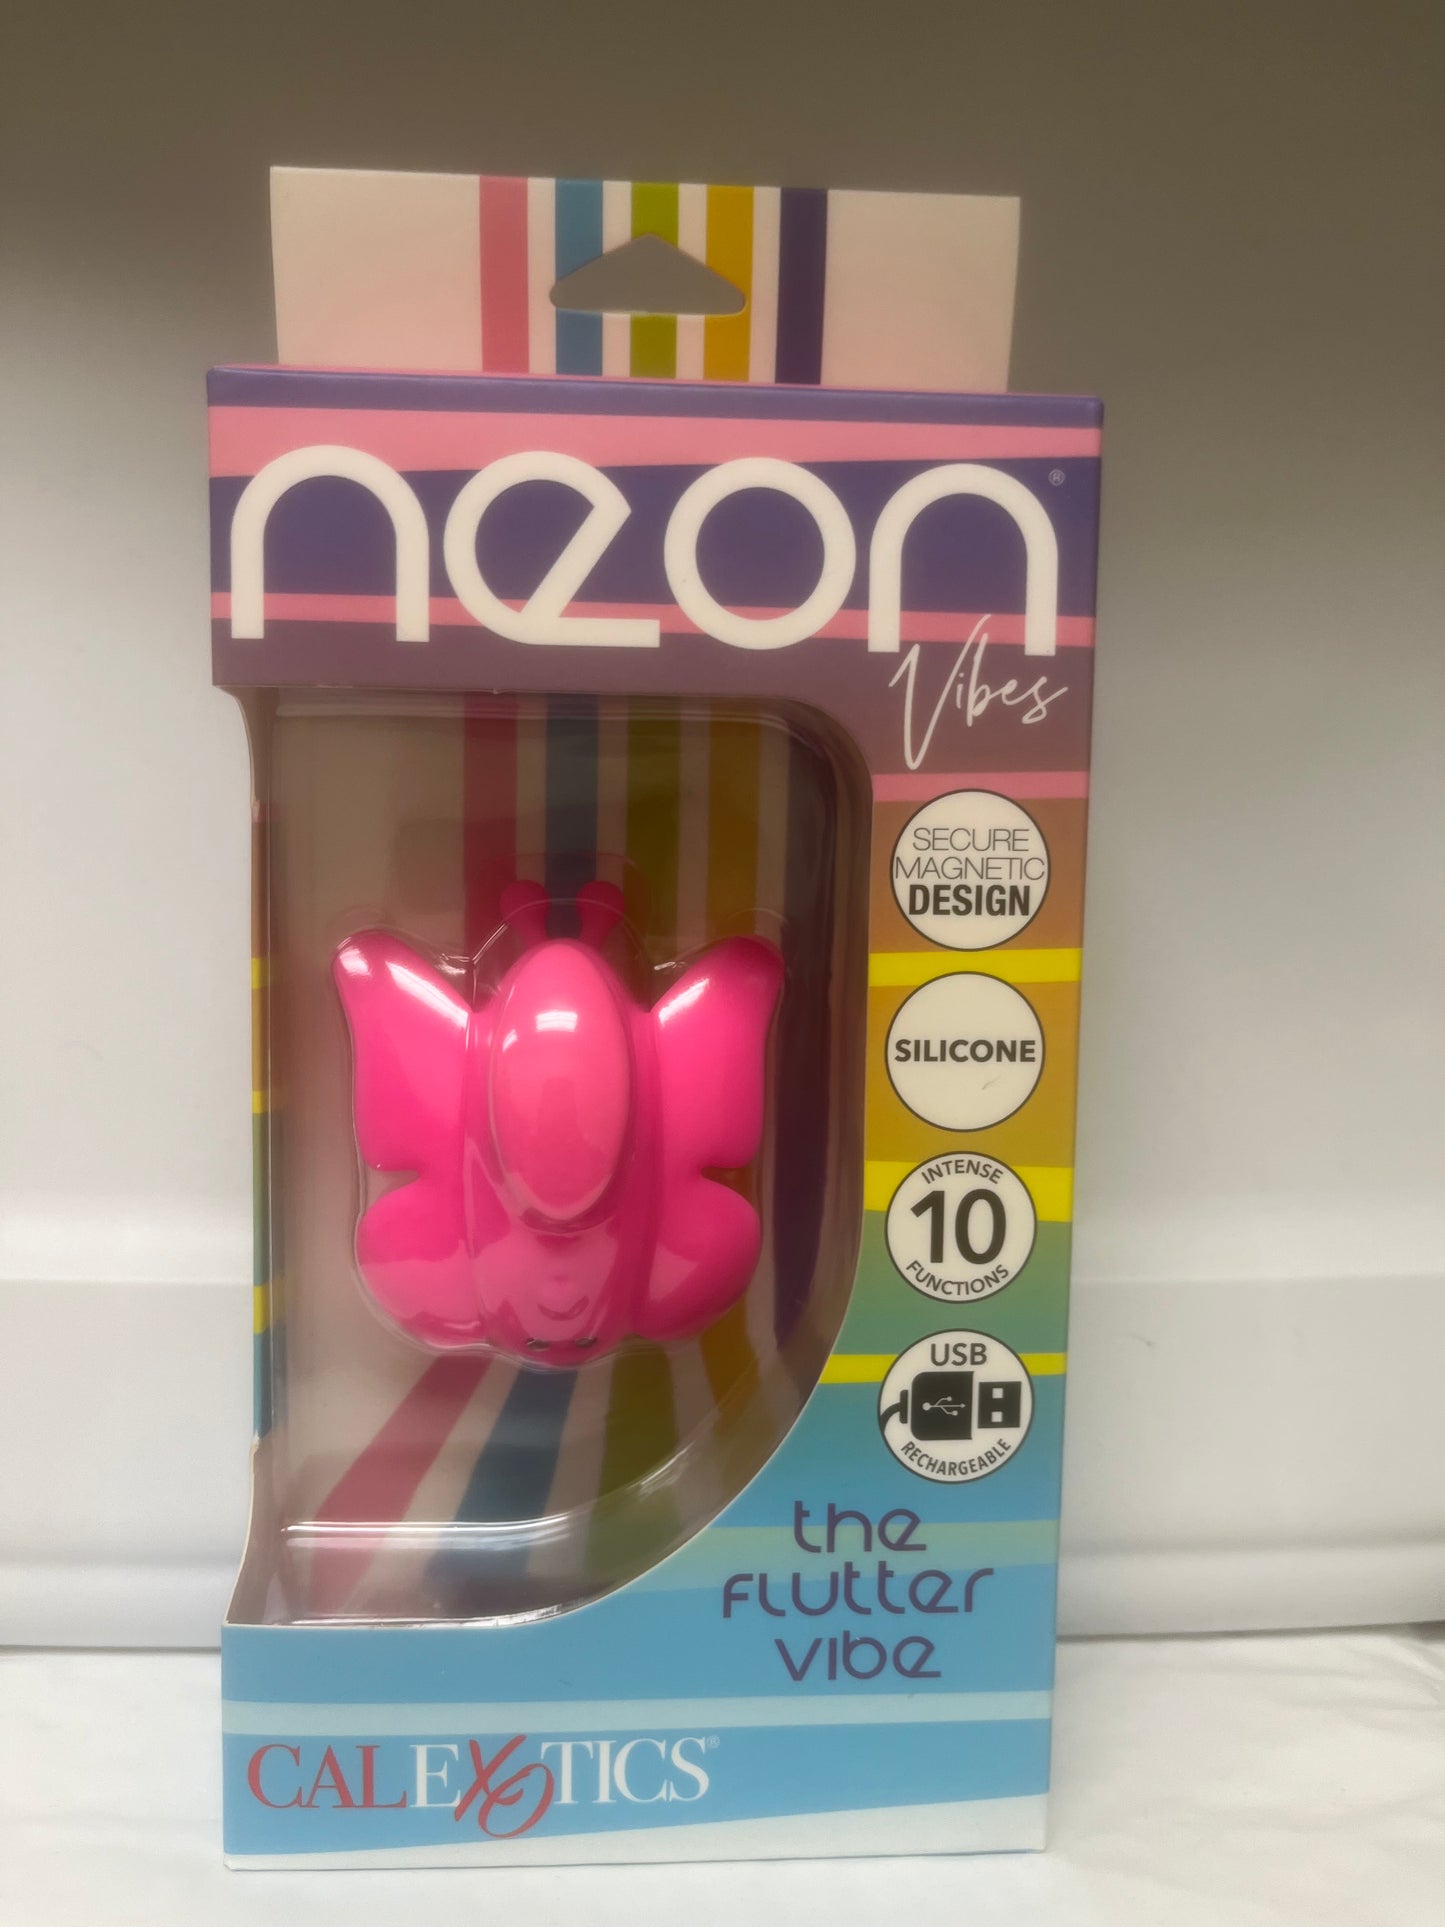 neon®
Vibes
SECURE
MAGNETIC
DESIGN
SILICONE
INTENSE
10
FUNCTIONS
USB
RECHARGEABLE
the
flutter
vibe
CALEXOTICS®